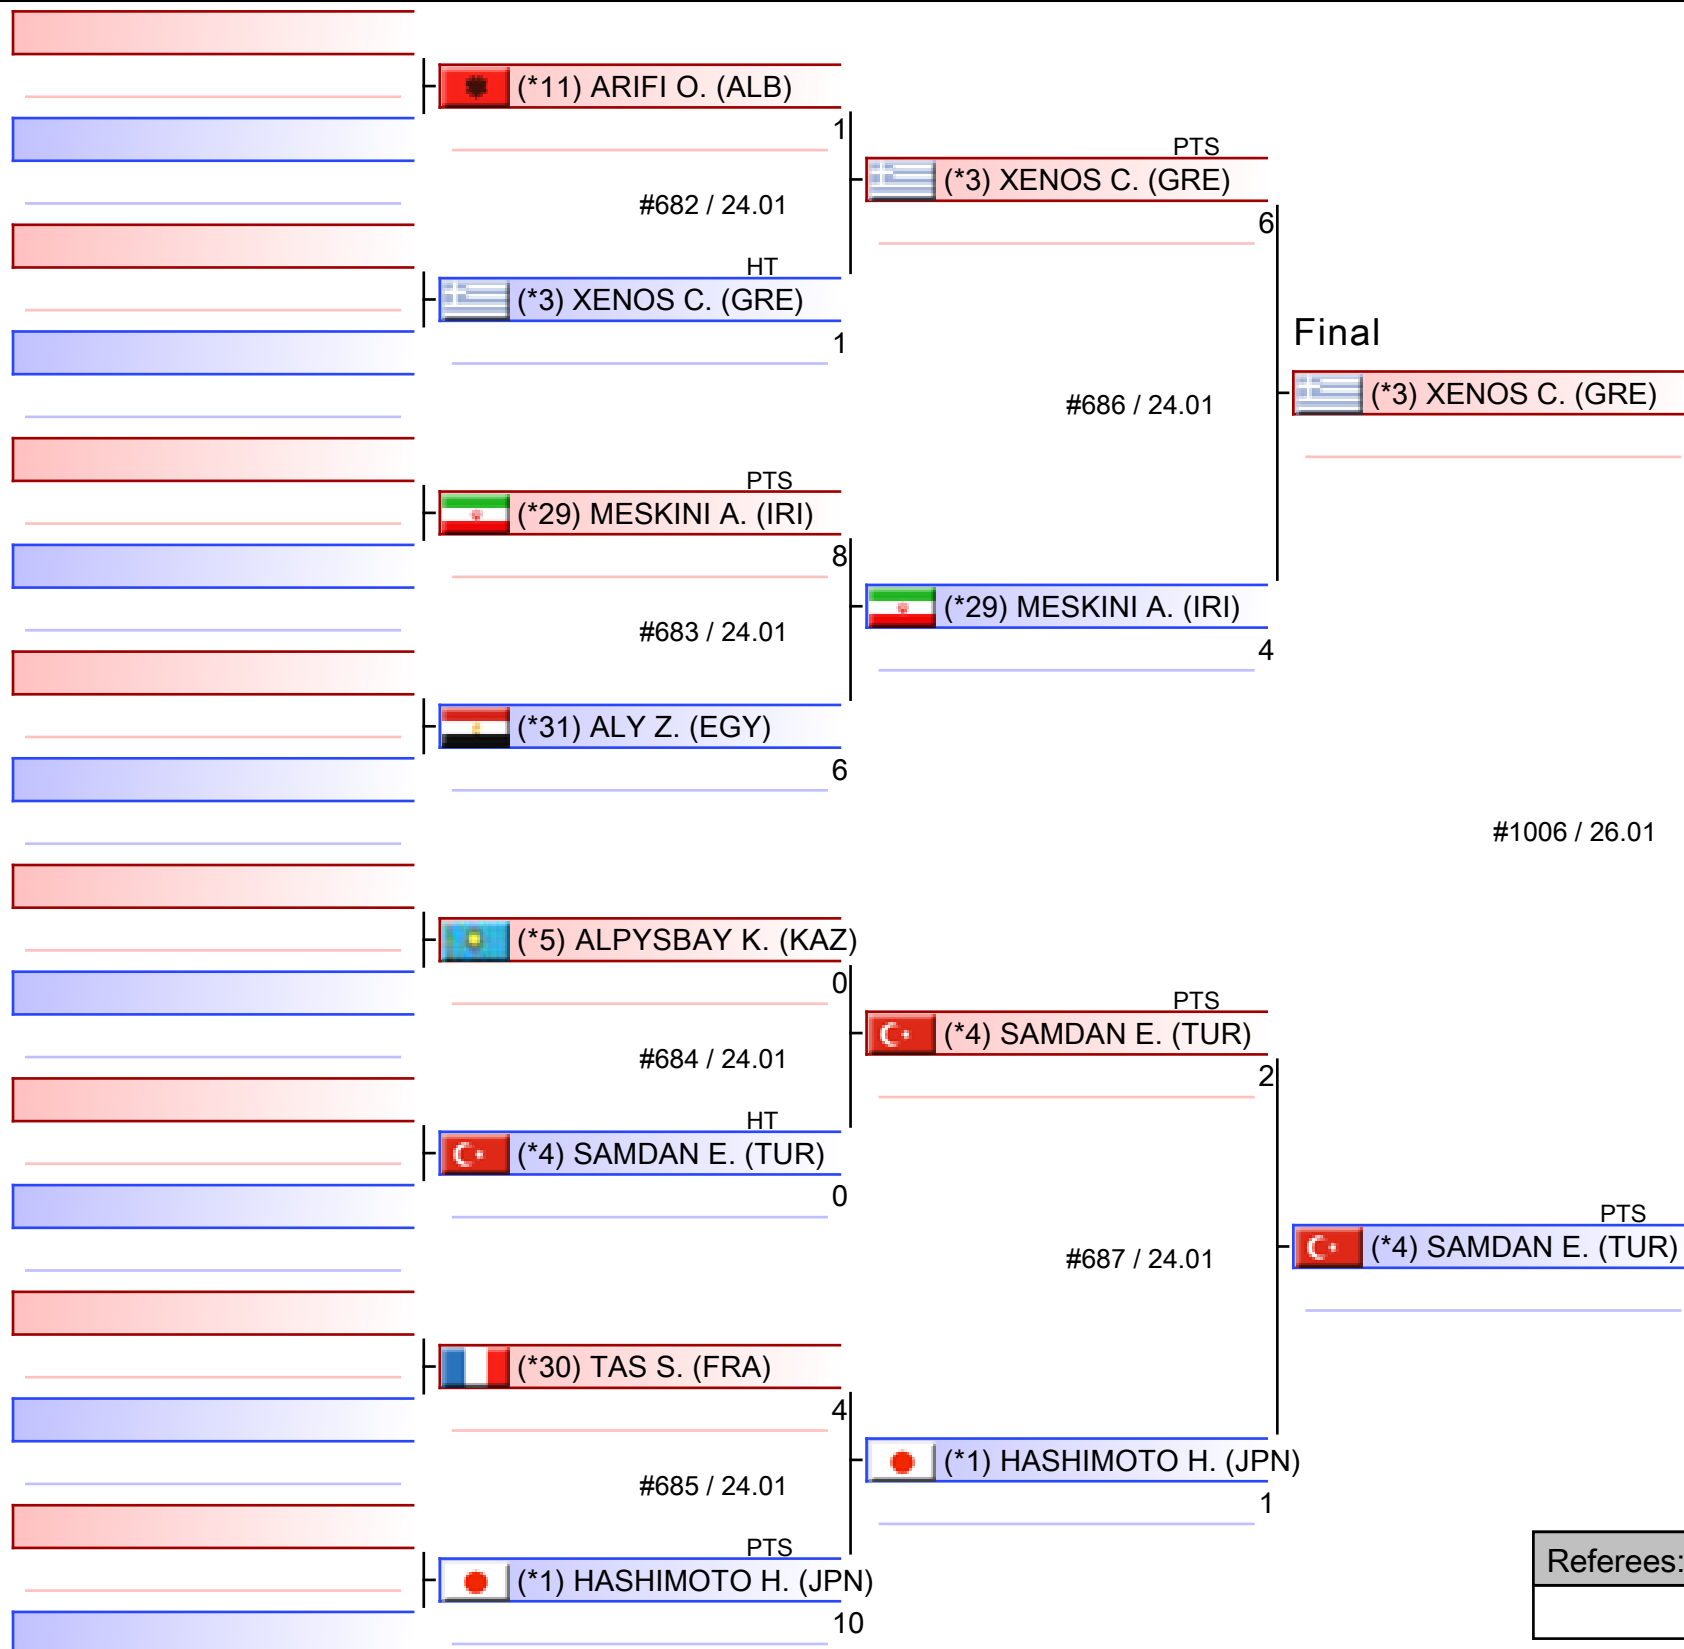 (*11) ARIFI O. (ALB)
1
#682 / 24.01
HT
(*3) XENOS C. (GRE)
1
PTS
(*3) XENOS C. (GRE)
6
PTS
(*29) MESKINI A. (IRI)
8
#683 / 24.01
(*31) ALY Z. (EGY)
6
#686 / 24.01
(*29) MESKINI A. (IRI)
4
Final
(*3) XENOS C. (GRE)
#1006 / 26.01
(*5) ALPYSBAY K. (KAZ)
0
#684 / 24.01
HT
(*4) SAMDAN E. (TUR)
0
PTS
(*4) SAMDAN E. (TUR)
2
#687 / 24.01
PTS
(*4) SAMDAN E. (TUR)
(*30) TAS S. (FRA)
4
#685 / 24.01
PTS
(*1) HASHIMOTO H. (JPN)
10
(*1) HASHIMOTO H. (JPN)
1
Referees: